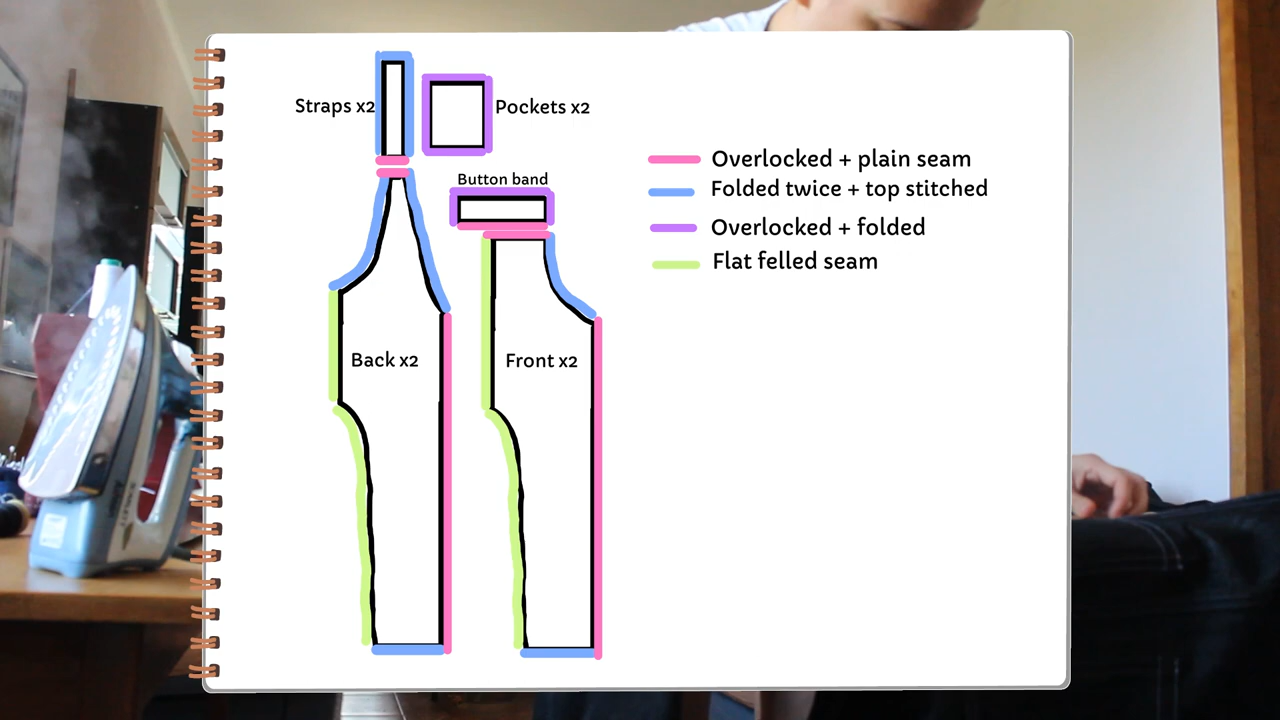 Straps x2
Pockets x2
Button band
Back x2
Front x2
Overlocked + plain seam
Folded twice + top stitched
Overlocked + folded
Flat felled seam